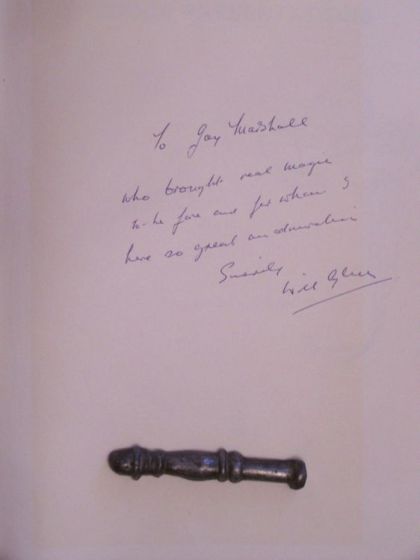 To Jay Marshall
who brought real magic
to the fore and for whom I
have so great an admiration
Sincerely
Will